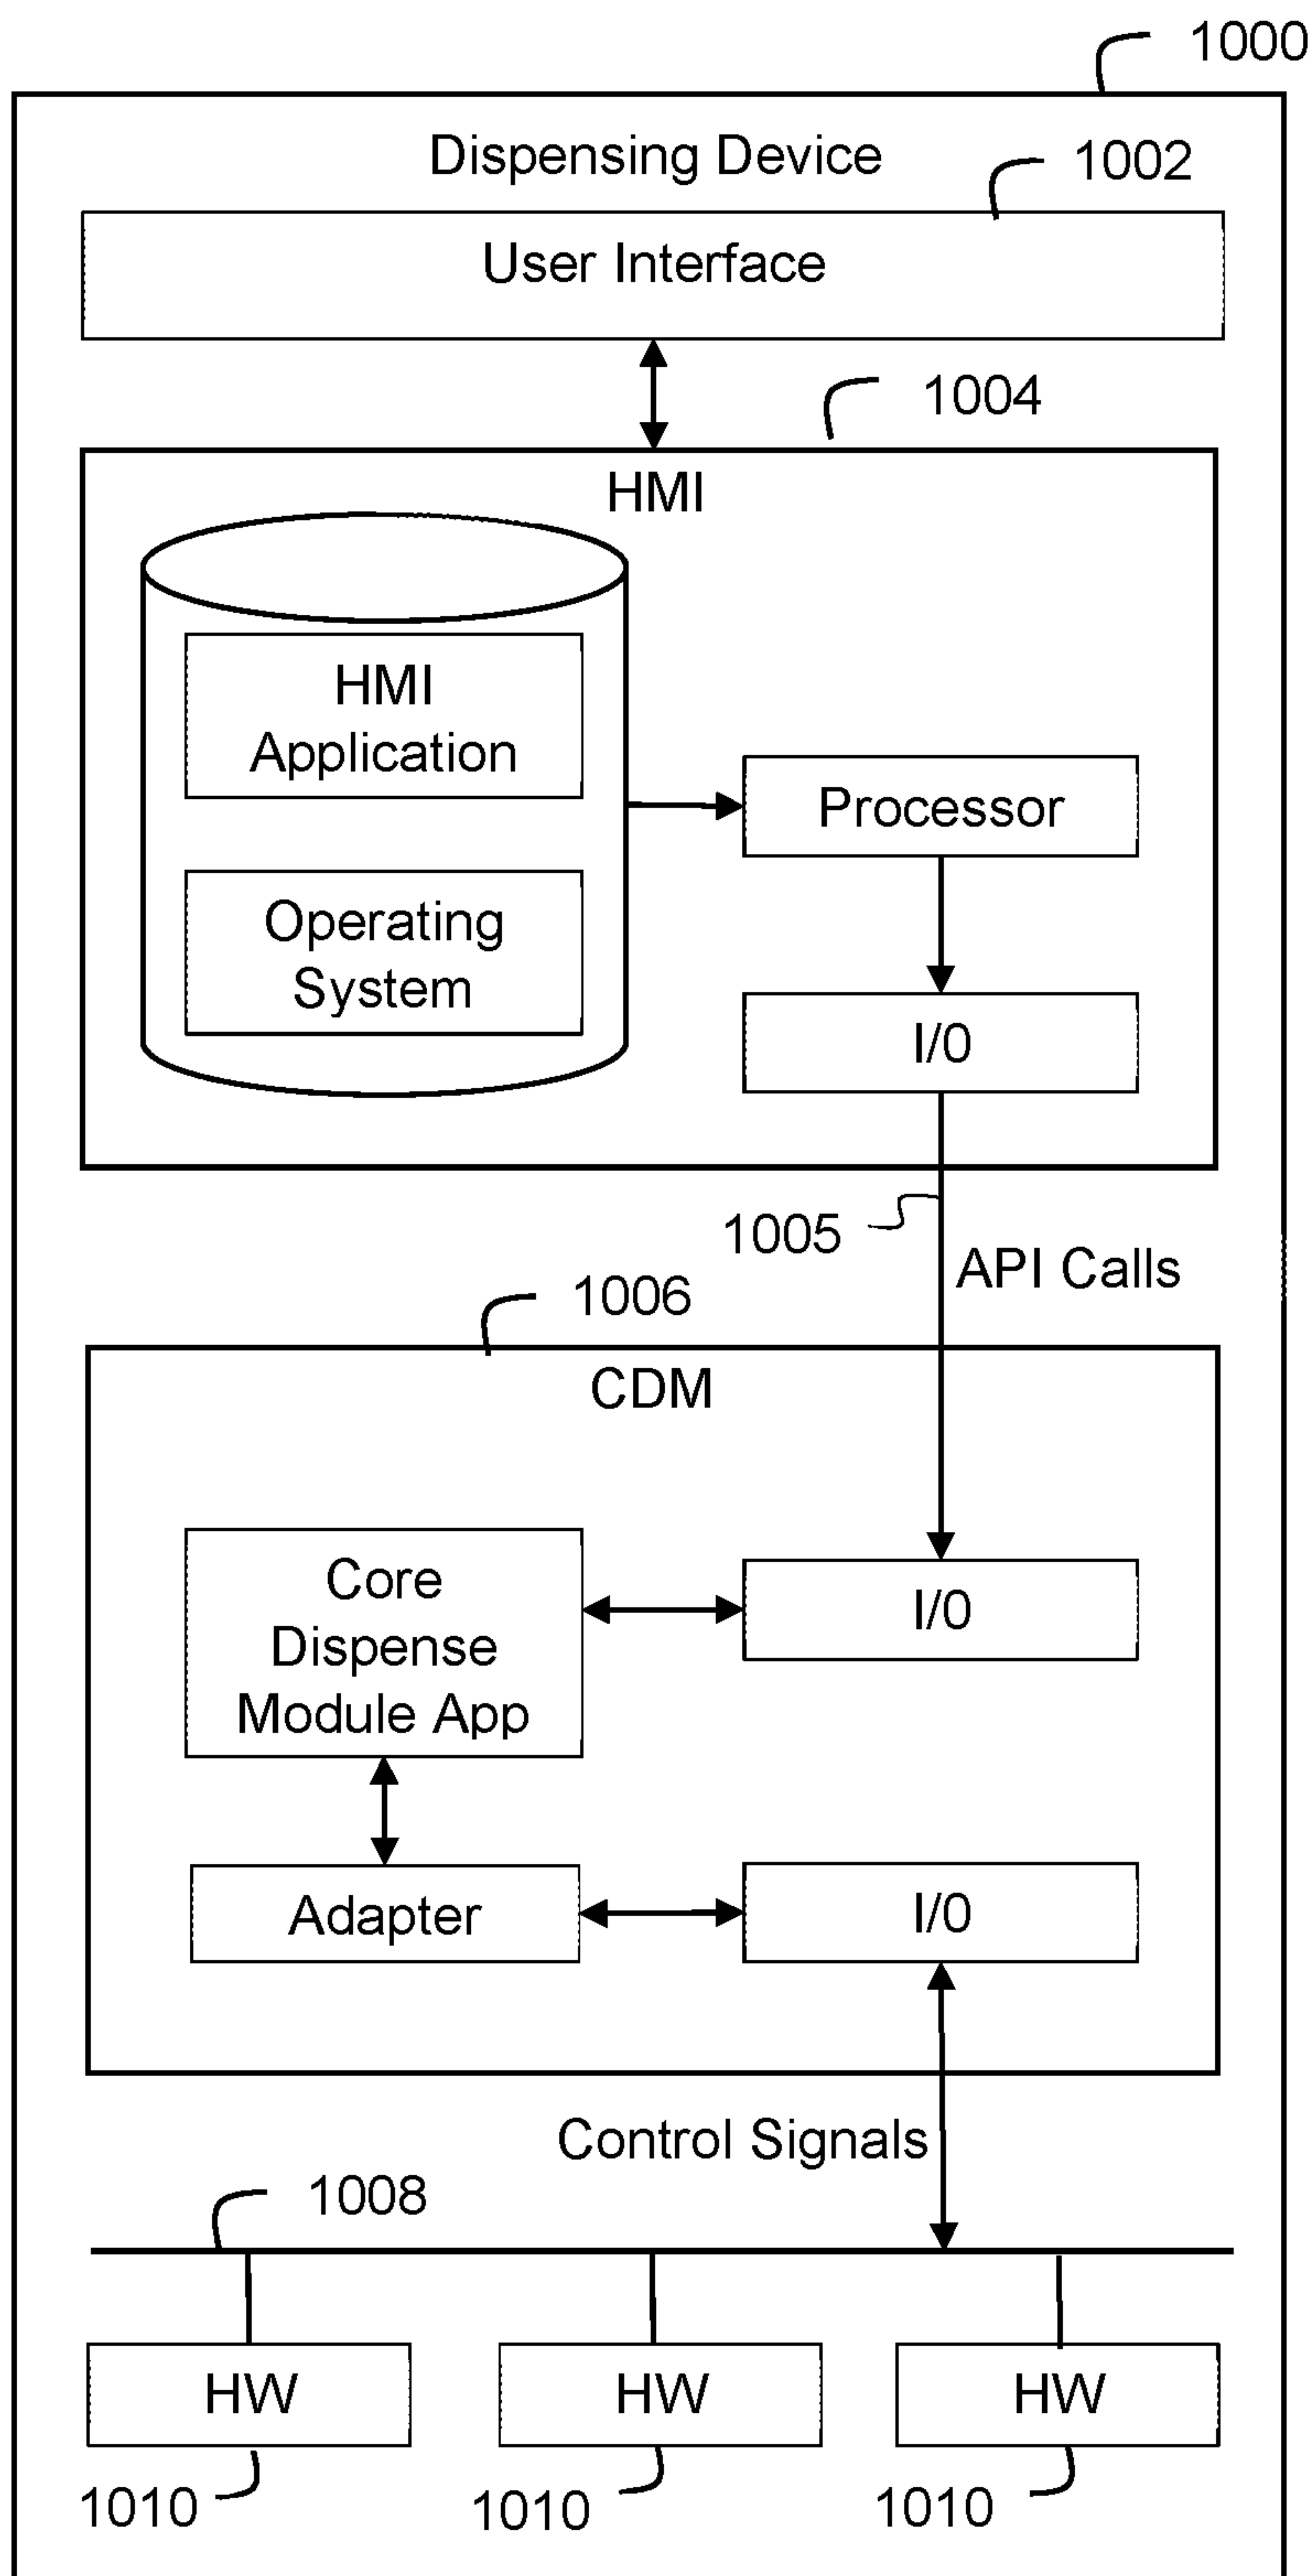 1000
Dispensing Device
1002
User Interface
1004
HMI
HMI
Application
Processor
Operating
System
I/0
1005
API Calls
1006
CDM
Core
Dispense
Module App
I/0
Adapter
I/0
Control Signals
1008
HW
HW
HW
1010
1010
1010